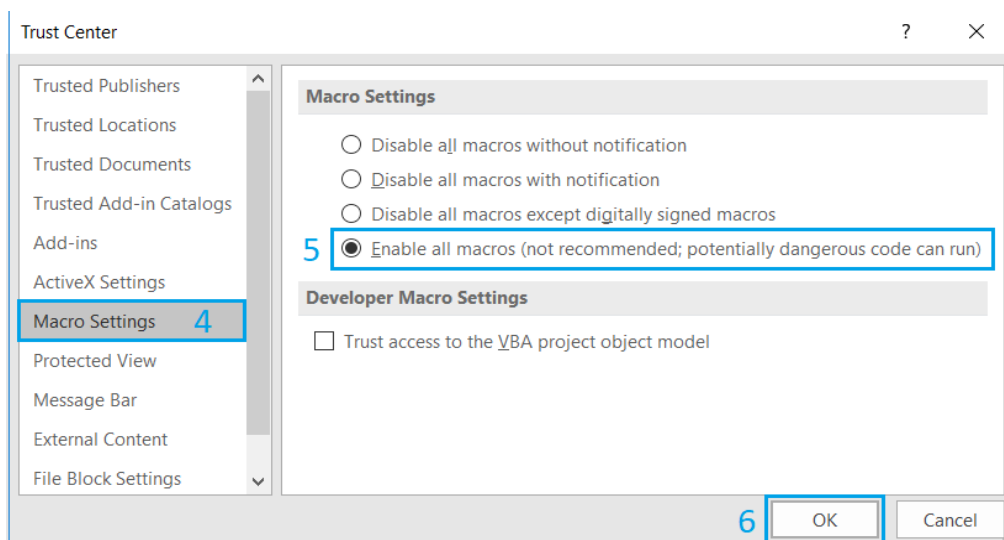 Trust Center
?
Trusted Publishers
Trusted Locations
Trusted Documents
Trusted Add-in Catalogs
Add-ins
ActiveX Settings
Macro Settings 4
Protected View
Message Bar
External Content
File Block Settings
Macro Settings
Disable all macros without notification
Disable all macros with notification
Disable all macros except digitally signed macros
5 Enable all macros (not recommended; potentially dangerous code can run)
Developer Macro Settings
Trust access to the VBA project object model
6 OK Cancel